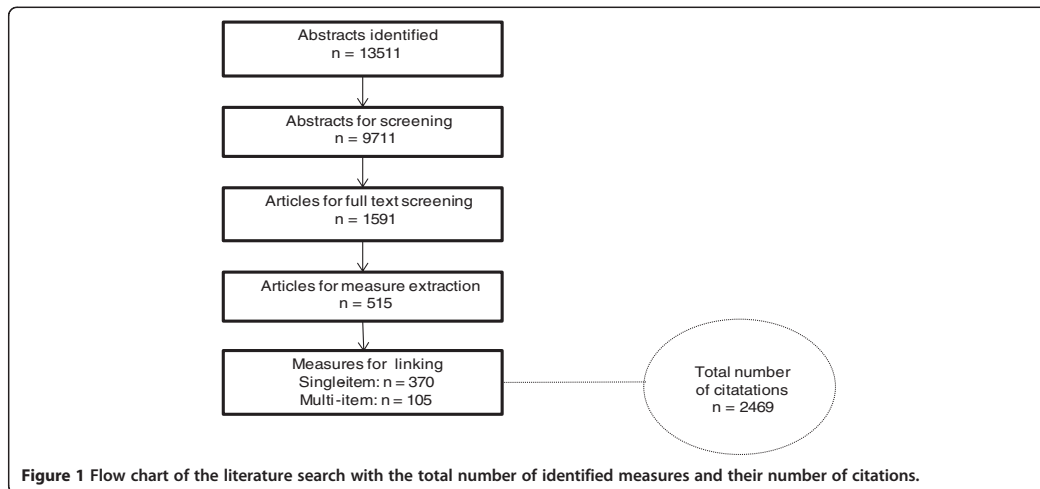 Abstracts identified
n = 13511
Abstracts for screening
n = 9711
Articles for full text screening
n = 1591
Articles for measure extraction
n = 515
Measures for linking
Singleitem: n = 370
Multi-item: n = 105
Total number
of citatations
n = 2469
Figure 1 Flow chart of the literature search with the total number of identified measures and their number of citations.